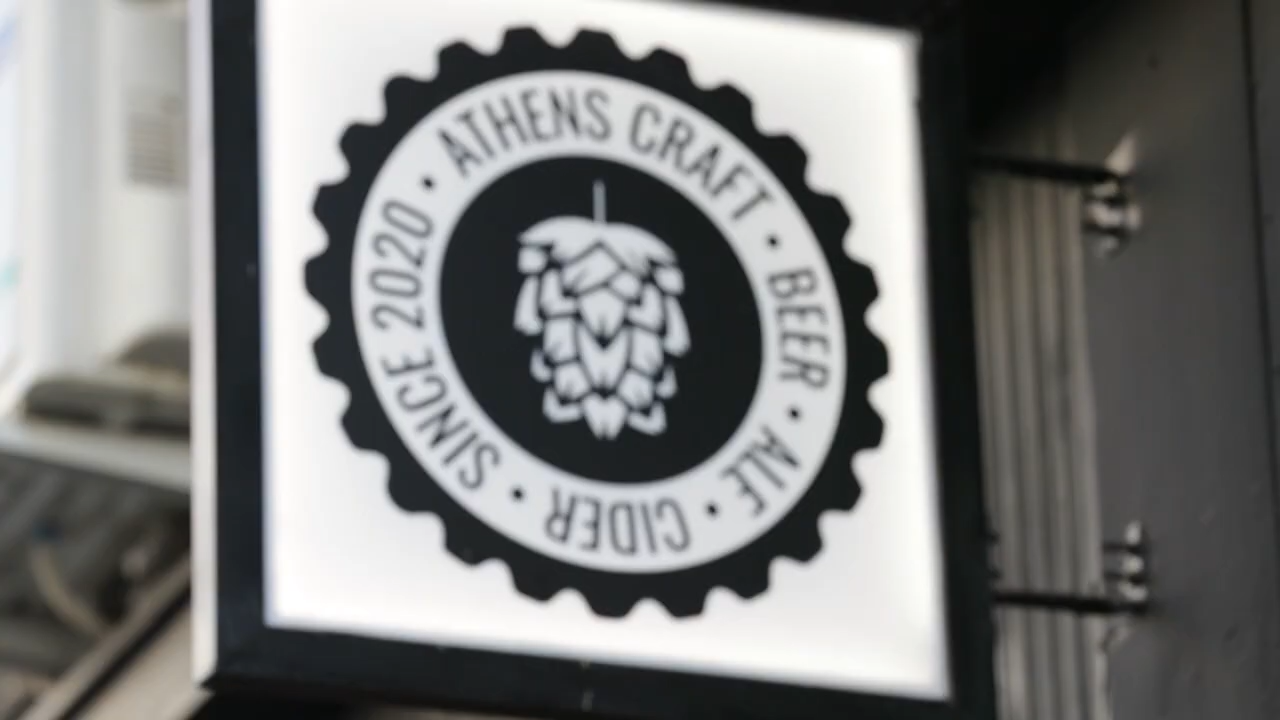 ATHENS CRAFT • BEER • ALE • CIDER • SINCE 2020 •